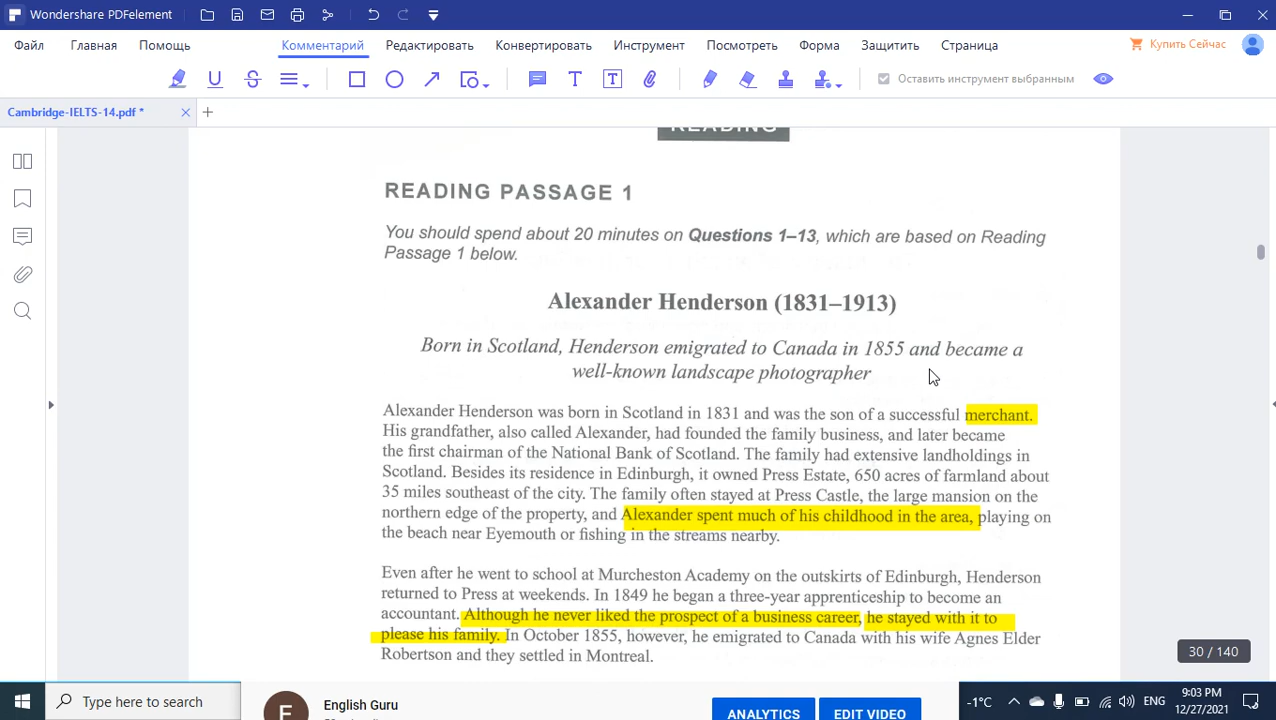 Wondershare PDFelement
Файл Главная Помощь Комментарий Редактировать Конвертировать Инструмент Посмотреть Форма Защитить Страница Купить Сейчас
T T Оставить инструмент выбранным
Cambridge-IELTS-14.pdf *
READING
READING PASSAGE 1
You should spend about 20 minutes on Questions 1–13, which are based on Reading
Passage 1 below.
Alexander Henderson (1831–1913)
Born in Scotland, Henderson emigrated to Canada in 1855 and became a
well-known landscape photographer
Alexander Henderson was born in Scotland in 1831 and was the son of a successful merchant.
His grandfather, also called Alexander, had founded the family business, and later became
the first chairman of the National Bank of Scotland. The family had extensive landholdings in
Scotland. Besides its residence in Edinburgh, it owned Press Estate, 650 acres of farmland about
35 miles southeast of the city. The family often stayed at Press Castle, the large mansion on the
northern edge of the property, and Alexander spent much of his childhood in the area, playing on
the beach near Eyemouth or fishing in the streams nearby.
Even after he went to school at Murcheston Academy on the outskirts of Edinburgh, Henderson
returned to Press at weekends. In 1849 he began a three-year apprenticeship to become an
accountant. Although he never liked the prospect of a business career, he stayed with it to
please his family. In October 1855, however, he emigrated to Canada with his wife Agnes Elder
Robertson and they settled in Montreal.
30 / 140
Type here to search
E
English Guru
ANALYTICS EDIT VIDEO
-1°C ENG
9:03 PM
12/27/2021